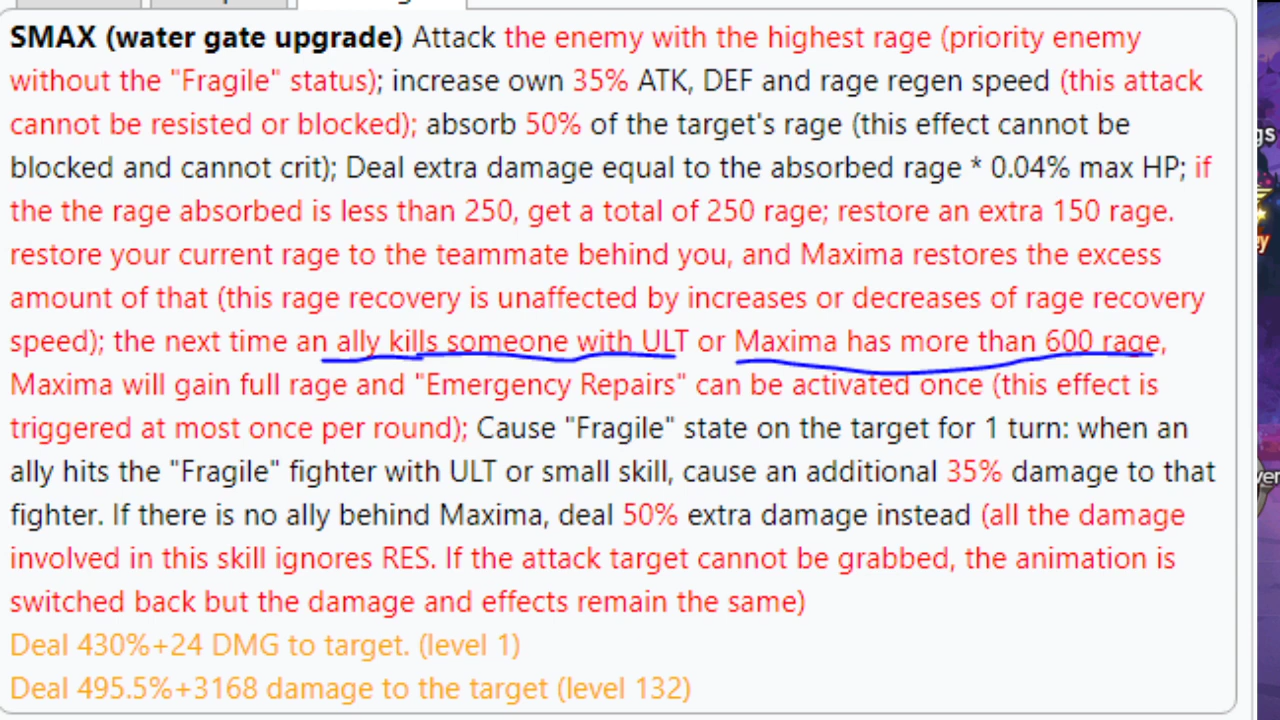 SMAX (water gate upgrade) Attack the enemy with the highest rage (priority enemy
without the "Fragile" status); increase own 35% ATK, DEF and rage regen speed (this attack
cannot be resisted or blocked); absorb 50% of the target's rage (this effect cannot be
blocked and cannot crit); Deal extra damage equal to the absorbed rage * 0.04% max HP; if
the the rage absorbed is less than 250, get a total of 250 rage; restore an extra 150 rage.
restore your current rage to the teammate behind you, and Maxima restores the excess
amount of that (this rage recovery is unaffected by increases or decreases of rage recovery
speed); the next time an ally kills someone with ULT or Maxima has more than 600 rage,
Maxima will gain full rage and "Emergency Repairs" can be activated once (this effect is
triggered at most once per round); Cause "Fragile" state on the target for 1 turn: when an
ally hits the "Fragile" fighter with ULT or small skill, cause an additional 35% damage to that
fighter. If there is no ally behind Maxima, deal 50% extra damage instead (all the damage
involved in this skill ignores RES. If the attack target cannot be grabbed, the animation is
switched back but the damage and effects remain the same)
Deal 430%+24 DMG to target. (level 1)
Deal 495.5%+3168 damage to the target (level 132)